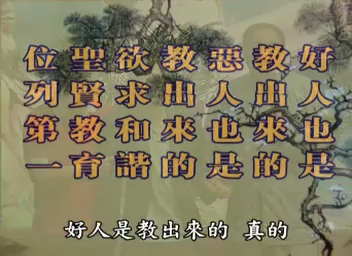 好人也是
教出來的
惡人也是
教出來的
欲求和諧
聖賢教育
位列第一
好人是教出來的 真的